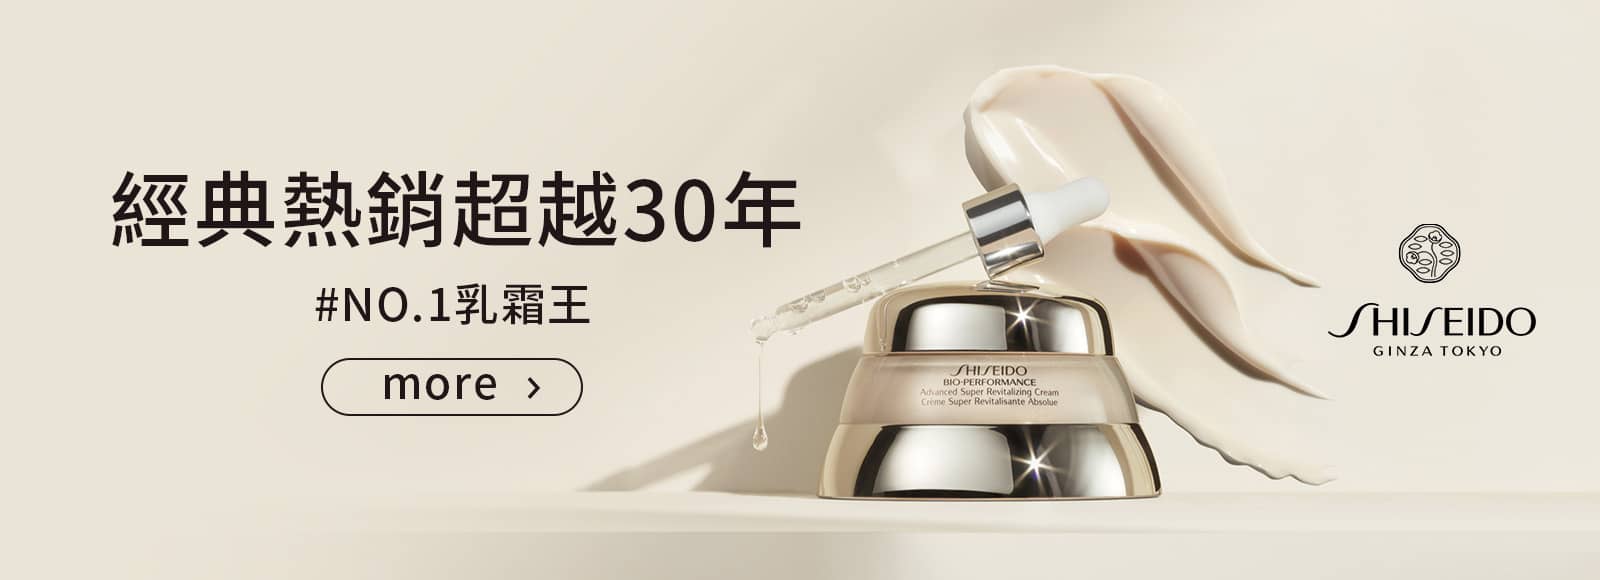 經典熱銷超越30年
#NO.1乳霜王
more >
SHISEIDO
BIO-PERFORMANCE
Advanced Super Revitalizing Cream
Crème Super Revitalisante Absolue
SHISEIDO
GINZA TOKYO